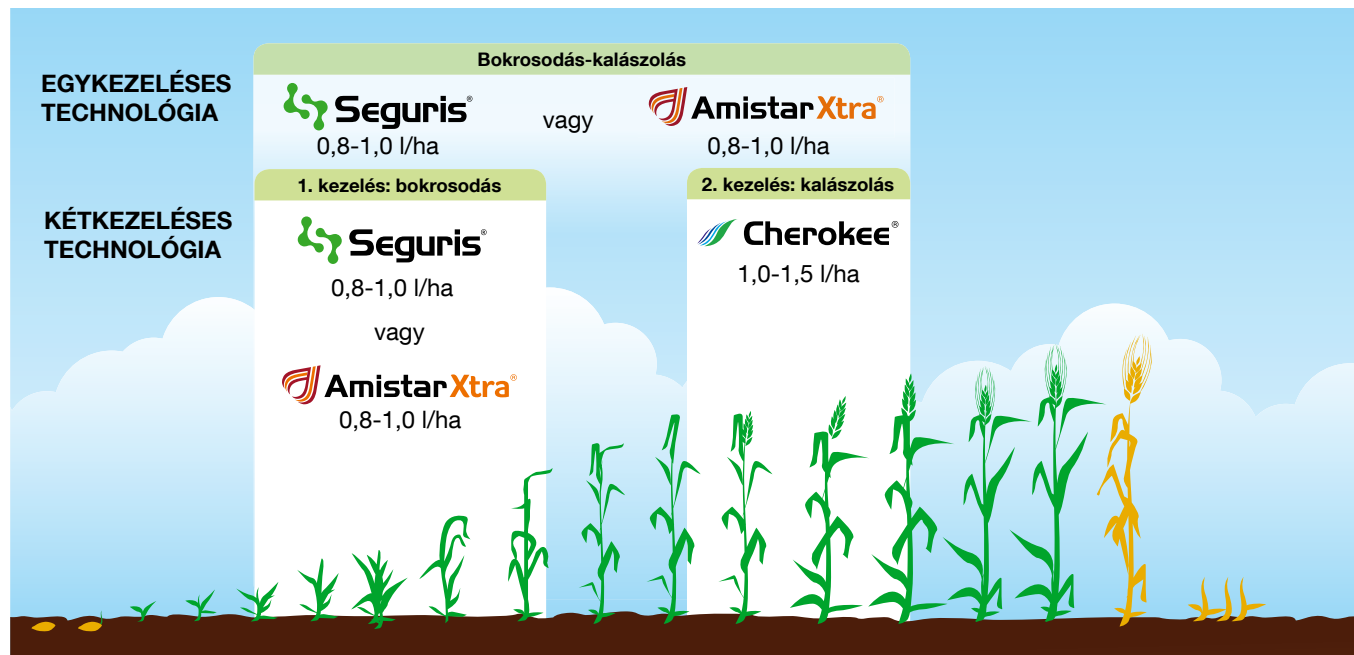 EGYKEZELÉSES
TECHNOLÓGIA
Bokrosodás-kalászolás
Seguris®
0,8-1,0 l/ha
vagy
Amistar Xtra®
0,8-1,0 l/ha
KÉTKEZELÉSES
TECHNOLÓGIA
1. kezelés: bokrosodás
Seguris®
0,8-1,0 l/ha
vagy
Amistar Xtra®
0,8-1,0 l/ha
2. kezelés: kalászolás
Cherokee®
1,0-1,5 l/ha